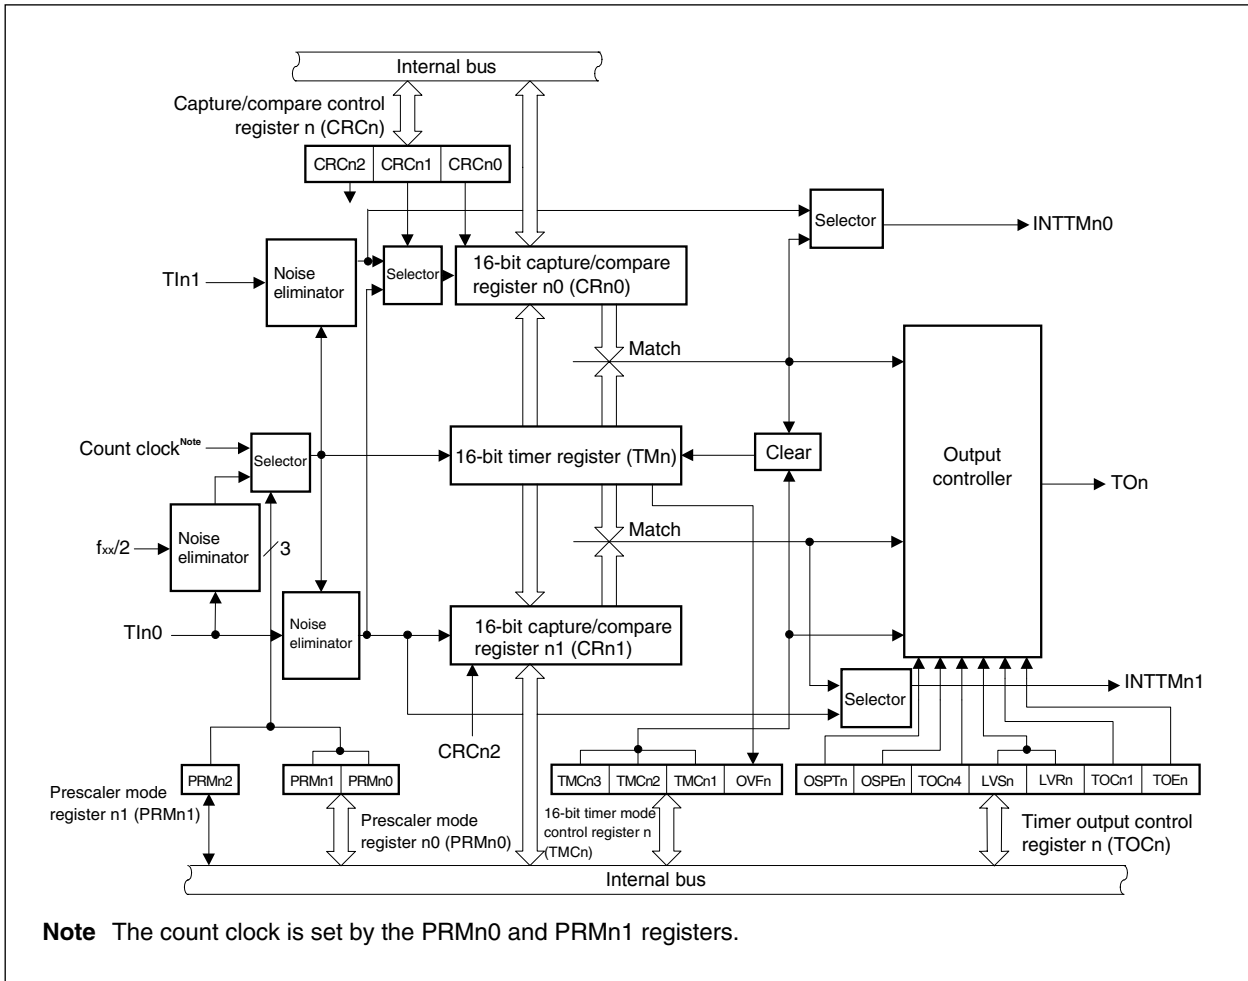 Internal bus
Capture/compare control
register n (CRCn)
CRCn2 CRCn1 CRCn0
Selector
INTTMn0
TIn1
Noise
eliminator
Selector
16-bit capture/compare
register n0 (CRn0)
Match
Count clock Note
Selector
16-bit timer register (TMn)
Clear
Output
controller
TOn
fxx/2
Noise
eliminator
3
Match
TIn0
Noise
eliminator
16-bit capture/compare
register n1 (CRn1)
Selector
INTTMn1
CRCn2
PRMn2
PRMn1 PRMn0
TMCn3 TMCn2 TMCn1 OVFn
OSPTn OSPEn TOCn4 LVSn LVRn TOCn1 TOEn
Prescaler mode
register n1 (PRMn1)
Prescaler mode
register n0 (PRMn0)
16-bit timer mode
control register n
(TMCn)
Timer output control
register n (TOCn)
Internal bus
Note The count clock is set by the PRMn0 and PRMn1 registers.